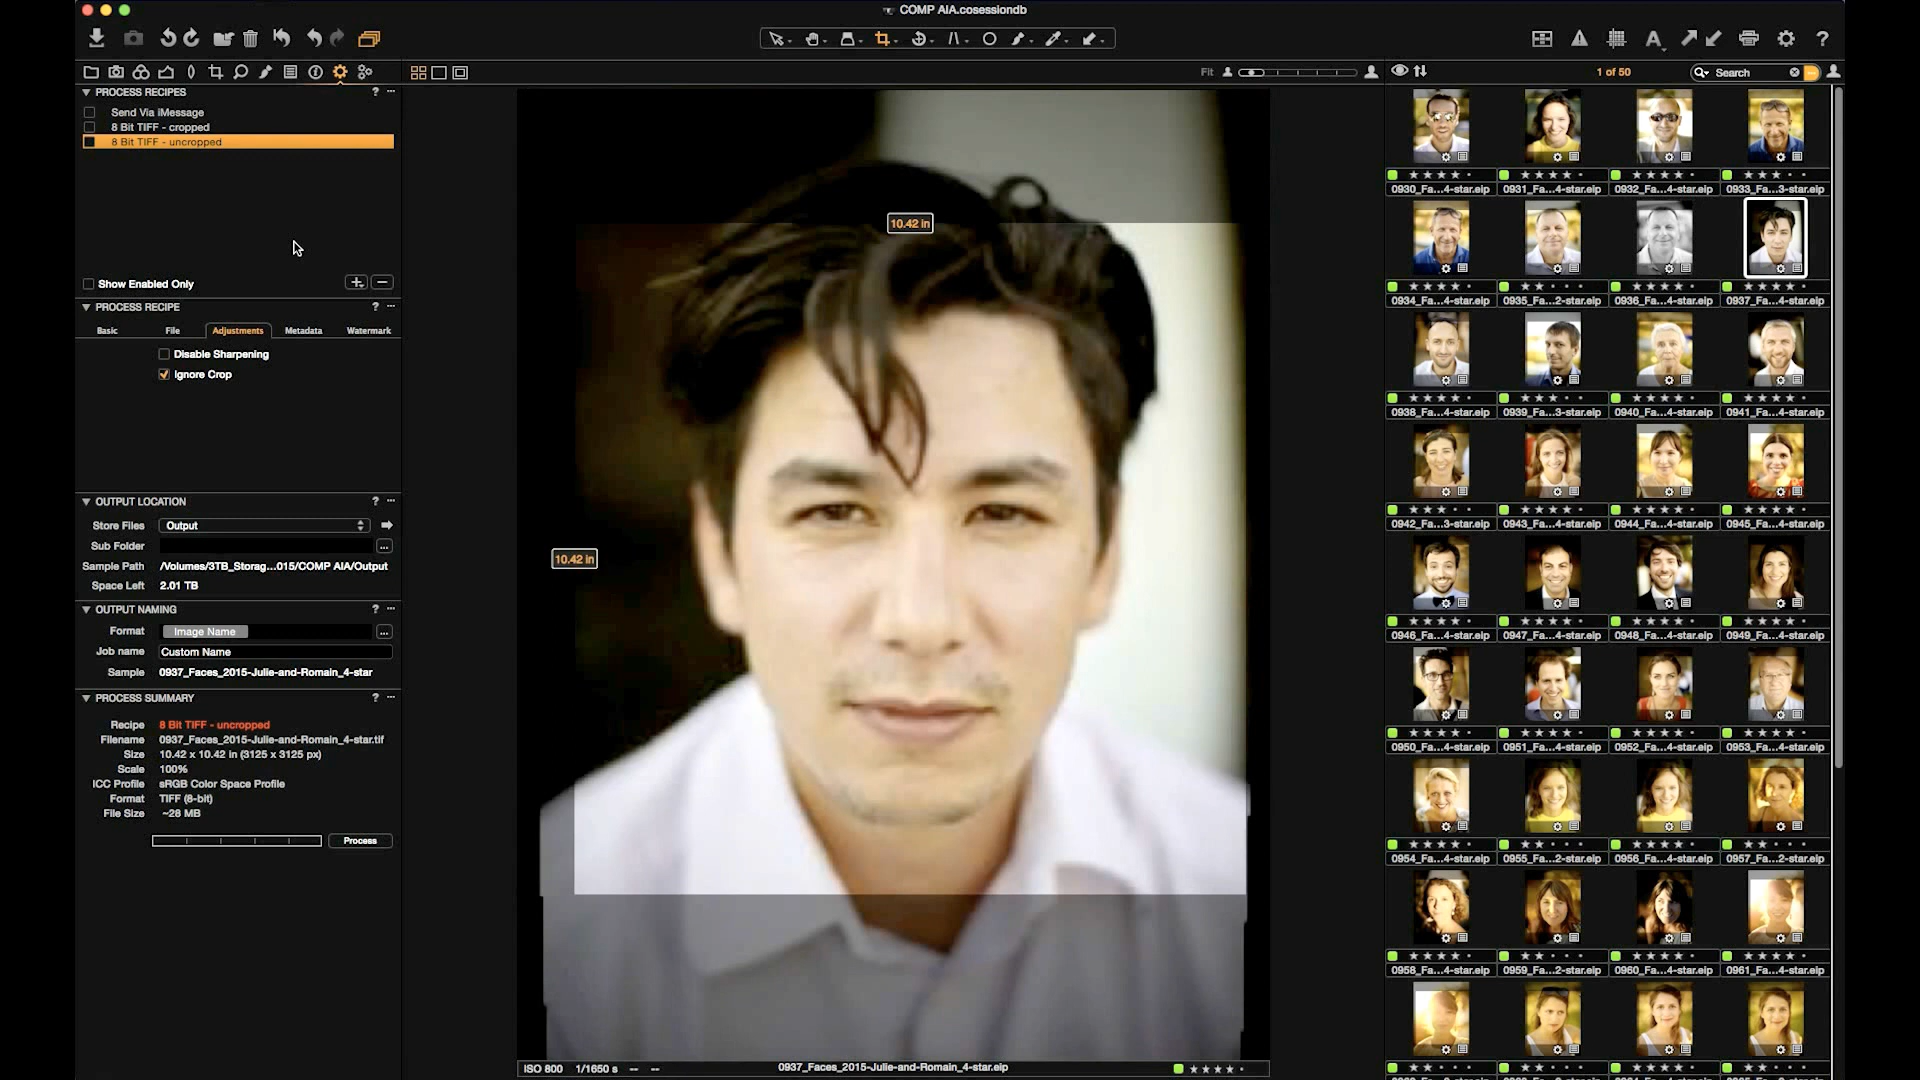 COMP AIA.cosessiondb
Fit
1 of 50
Search
PROCESS RECIPES
Send Via iMessage
8 Bit TIFF - cropped
8 Bit TIFF - uncropped
Show Enabled Only
PROCESS RECIPE
Basic File Adjustments Metadata Watermark
Disable Sharpening
Ignore Crop
OUTPUT LOCATION
Store Files Output
Sub Folder
Sample Path /Volumes/3TB_Storag...015/COMP AIA/Output
Space Left 2.01 TB
OUTPUT NAMING
Format Image Name
Job name Custom Name
Sample 0937_Faces_2015-Julie-and-Romain_4-star
PROCESS SUMMARY
Recipe 8 Bit TIFF - uncropped
Filename 0937_Faces_2015-Julie-and-Romain_4-star.tif
Size 10.42 x 10.42 in (3125 x 3125 px)
Scale 100%
ICC Profile sRGB Color Space Profile
Format TIFF (8-bit)
File Size ~28 MB
Process
10.42 in
10.42 in
ISO 800 1/1650 s -- --
0937_Faces_2015-Julie-and-Romain_4-star.eip
0930_Fa...4-star.eip 0931_Fa...4-star.eip 0932_Fa...4-star.eip 0933_Fa...3-star.eip
0934_Fa...4-star.eip 0935_Fa...2-star.eip 0936_Fa...4-star.eip 0937_Fa...4-star.eip
0938_Fa...4-star.eip 0939_Fa...3-star.eip 0940_Fa...4-star.eip 0941_Fa...4-star.eip
0942_Fa...3-star.eip 0943_Fa...4-star.eip 0944_Fa...4-star.eip 0945_Fa...4-star.eip
0946_Fa...4-star.eip 0947_Fa...4-star.eip 0948_Fa...4-star.eip 0949_Fa...4-star.eip
0950_Fa...4-star.eip 0951_Fa...4-star.eip 0952_Fa...4-star.eip 0953_Fa...4-star.eip
0954_Fa...4-star.eip 0955_Fa...2-star.eip 0956_Fa...4-star.eip 0957_Fa...2-star.eip
0958_Fa...4-star.eip 0959_Fa...2-star.eip 0960_Fa...4-star.eip 0961_Fa...4-star.eip